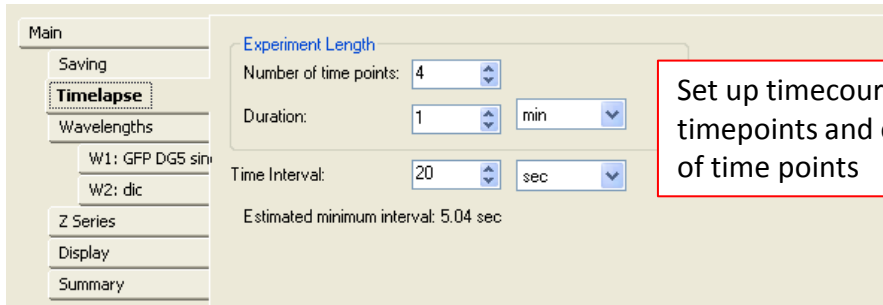 Main
Saving
Timelapse
Wavelengths
W1: GFP DG5
W2: dic
Z Series
Display
Summary
Experiment Length
Number of time points: 4
Duration: 1 min
Time Interval: 20 sec
Estimated minimum interval: 5.04 sec
Set up
timepoints and
of time points